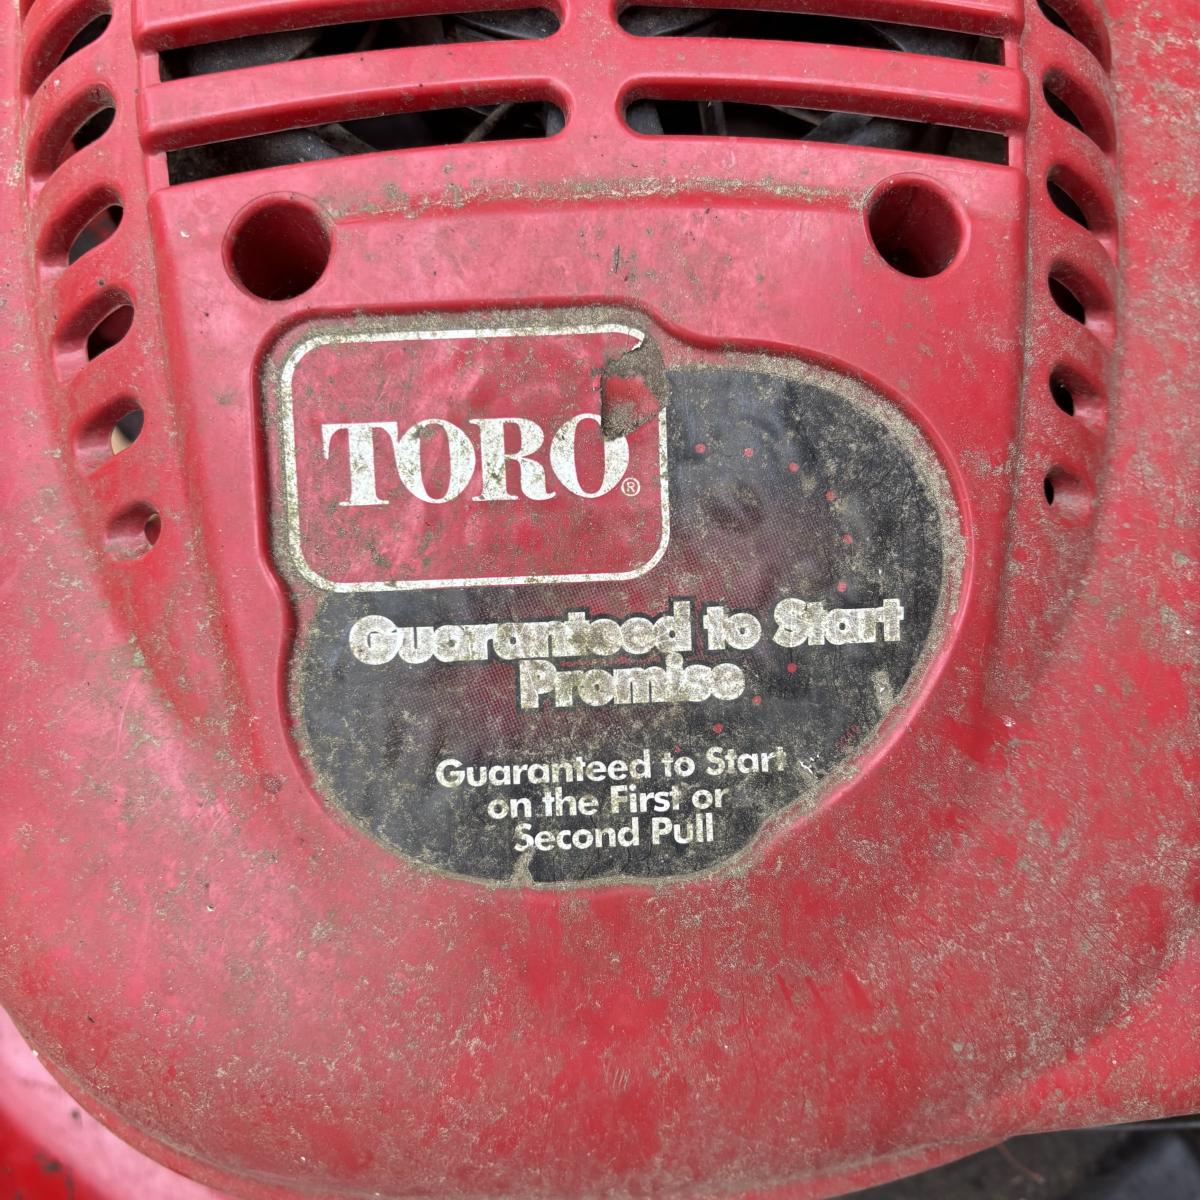 TORO®
Guaranteed to Start
Promise
Guaranteed to Start
on the First or
Second Pull